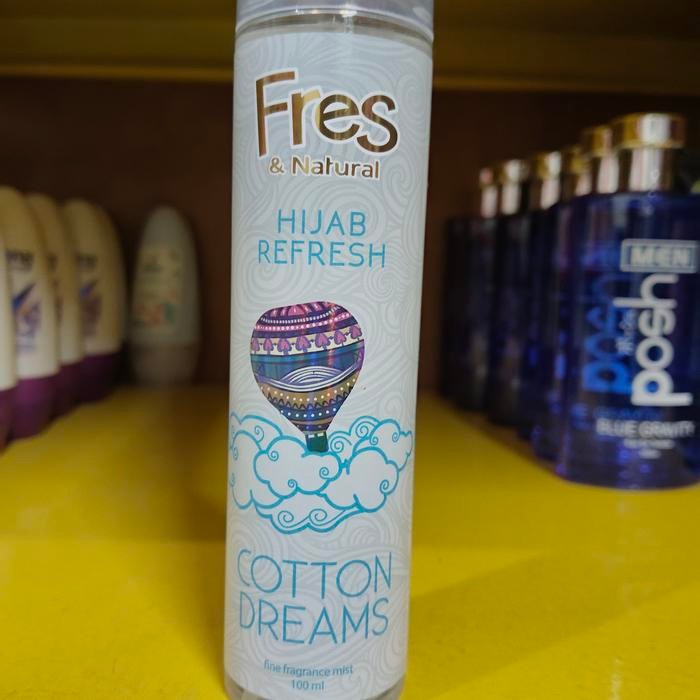 Fres
& Natural
HIJAB
REFRESH
COTTON
DREAMS
fine fragrance mist
100 ml
MEN
posh
BLUE GRAVITY